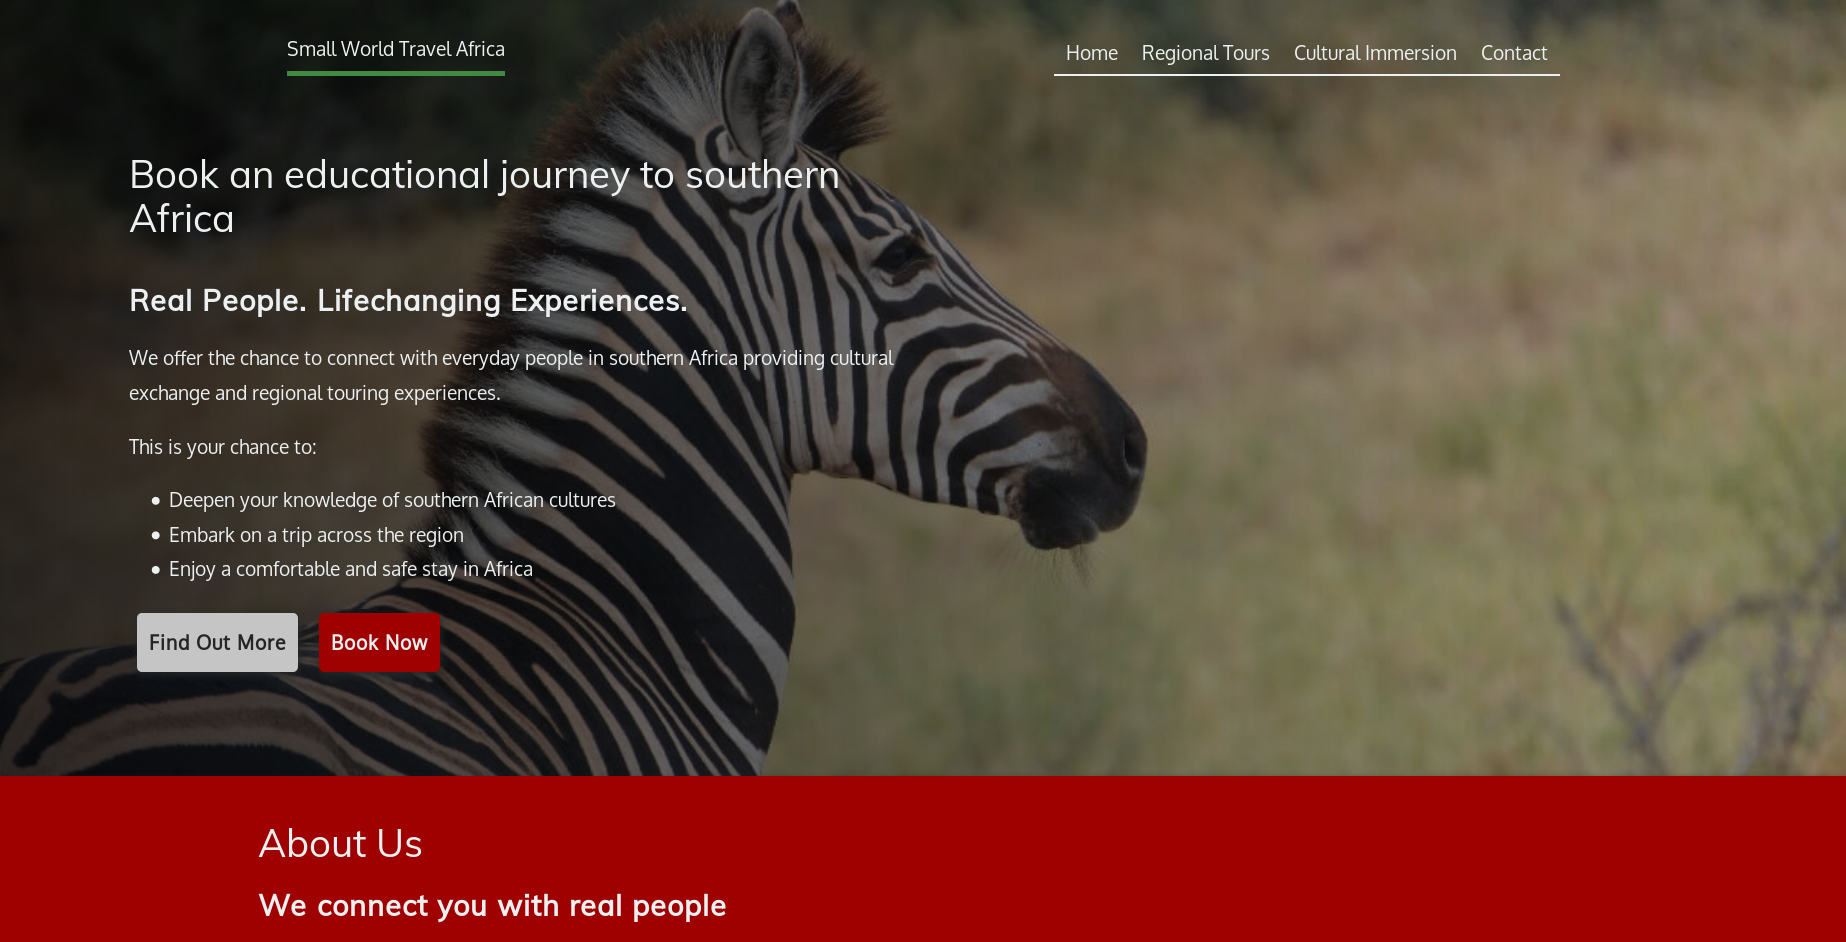 Small World Travel Africa
Home Regional Tours Cultural Immersion Contact
Book an educational journey to southern
Africa
Real People. Lifechanging Experiences.
We offer the chance to connect with everyday people in southern Africa providing cultural
exchange and regional touring experiences.
This is your chance to:
• Deepen your knowledge of southern African cultures
• Embark on a trip across the region
• Enjoy a comfortable and safe stay in Africa
Find Out More Book Now
About Us
We connect you with real people